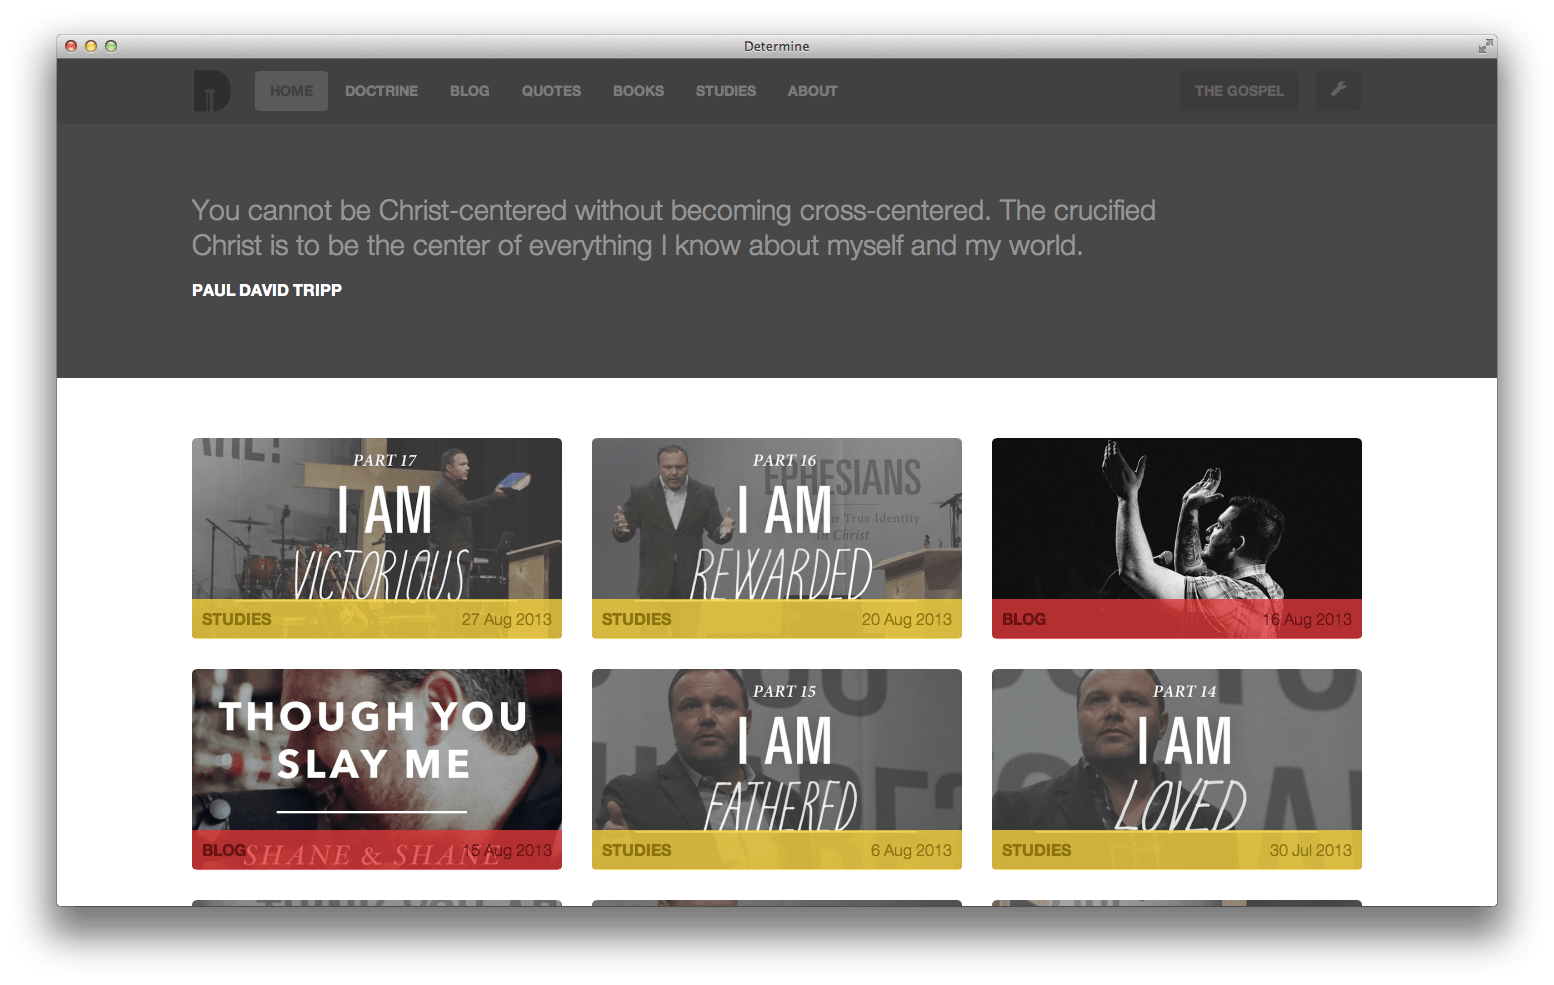 Determine
HOME DOCTRINE BLOG QUOTES BOOKS STUDIES ABOUT THE GOSPEL
You cannot be Christ-centered without becoming cross-centered. The crucified
Christ is to be the center of everything I know about myself and my world.
PAUL DAVID TRIPP
PART 17
I AM
VICTORIOUS
STUDIES 27 Aug 2013
EPHESIANS
True Identity
in Christ
PART 16
I AM
REWARDED
STUDIES 20 Aug 2013
BLOG 16 Aug 2013
THOUGH YOU
SLAY ME
SHANE & SHANE
BLOG 15 Aug 2013
PART 15
I AM
FATHERED
STUDIES 6 Aug 2013
PART 14
I AM
LOVED
STUDIES 30 Jul 2013